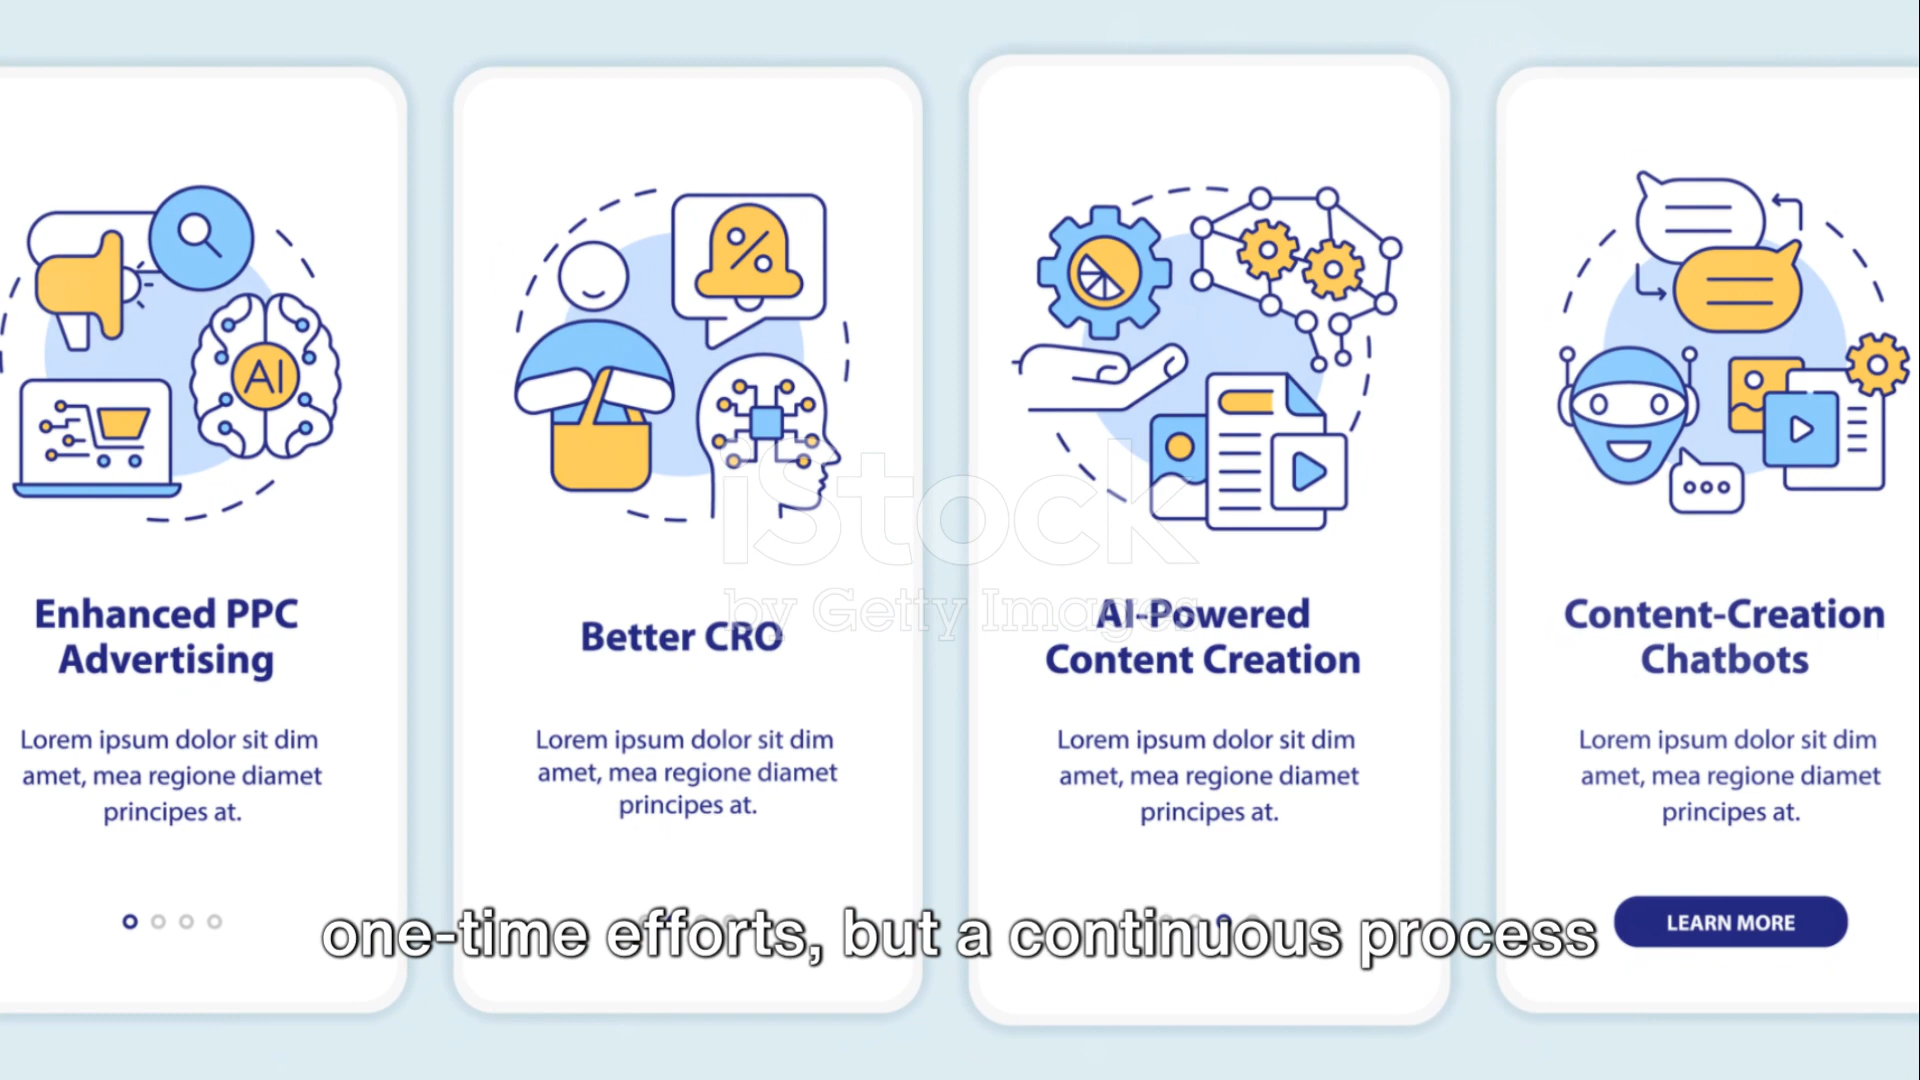 AI
Enhanced PPC
Advertising
Lorem ipsum dolor sit dim
amet, mea regione diamet
principes at.
%
Better CRO
Lorem ipsum dolor sit dim
amet, mea regione diamet
principes at.
AI-Powered
Content Creation
Lorem ipsum dolor sit dim
amet, mea regione diamet
principes at.
Content-Creation
Chatbots
Lorem ipsum dolor sit dim
amet, mea regione diamet
principes at.
LEARN MORE
iStock
by Getty Images
one-time efforts, but a continuous process